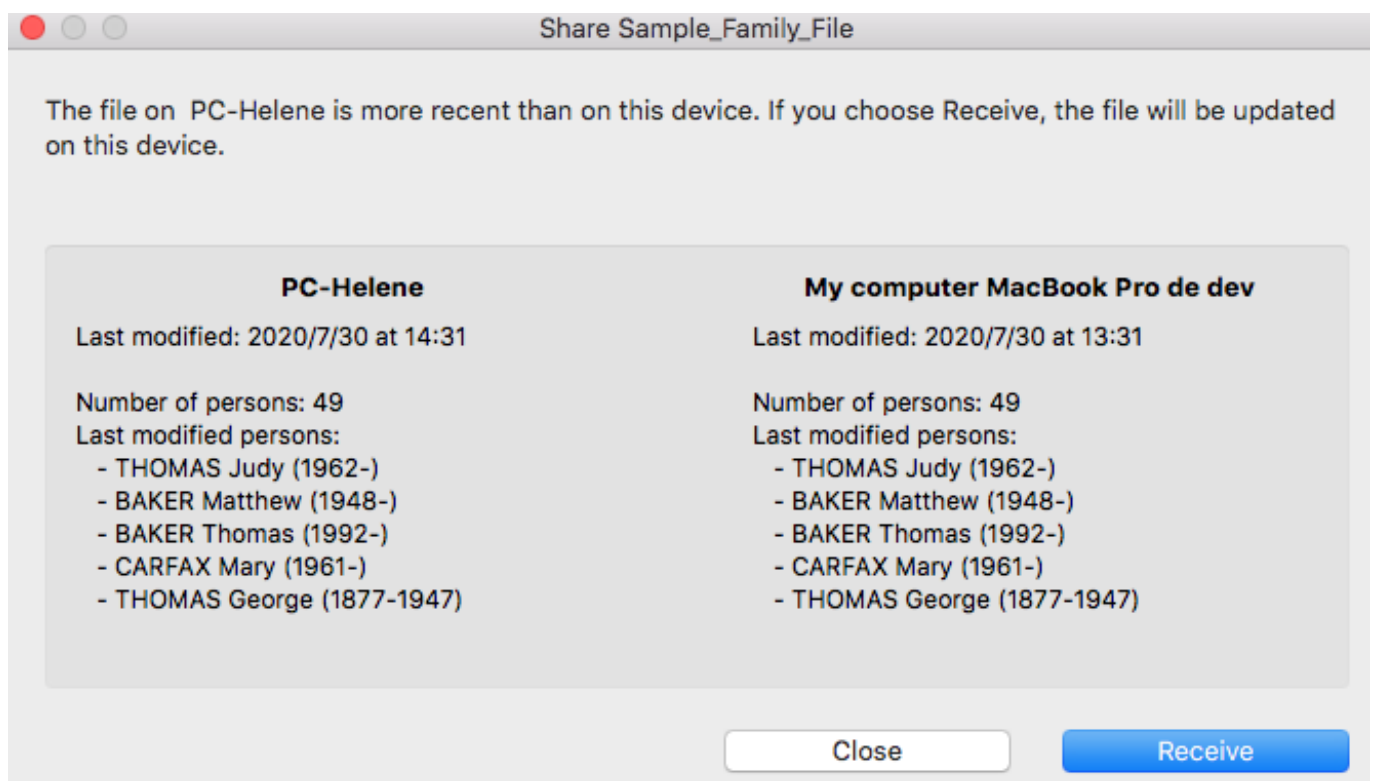 Share Sample_Family_File
The file on  PC-Helene is more recent than on this device. If you choose Receive, the file will be updated
on this device.
PC-Helene
Last modified: 2020/7/30 at 14:31
Number of persons: 49
Last modified persons:
- THOMAS Judy (1962-)
- BAKER Matthew (1948-)
- BAKER Thomas (1992-)
- CARFAX Mary (1961-)
- THOMAS George (1877-1947)
My computer MacBook Pro de dev
Last modified: 2020/7/30 at 13:31
Number of persons: 49
Last modified persons:
- THOMAS Judy (1962-)
- BAKER Matthew (1948-)
- BAKER Thomas (1992-)
- CARFAX Mary (1961-)
- THOMAS George (1877-1947)
Close
Receive